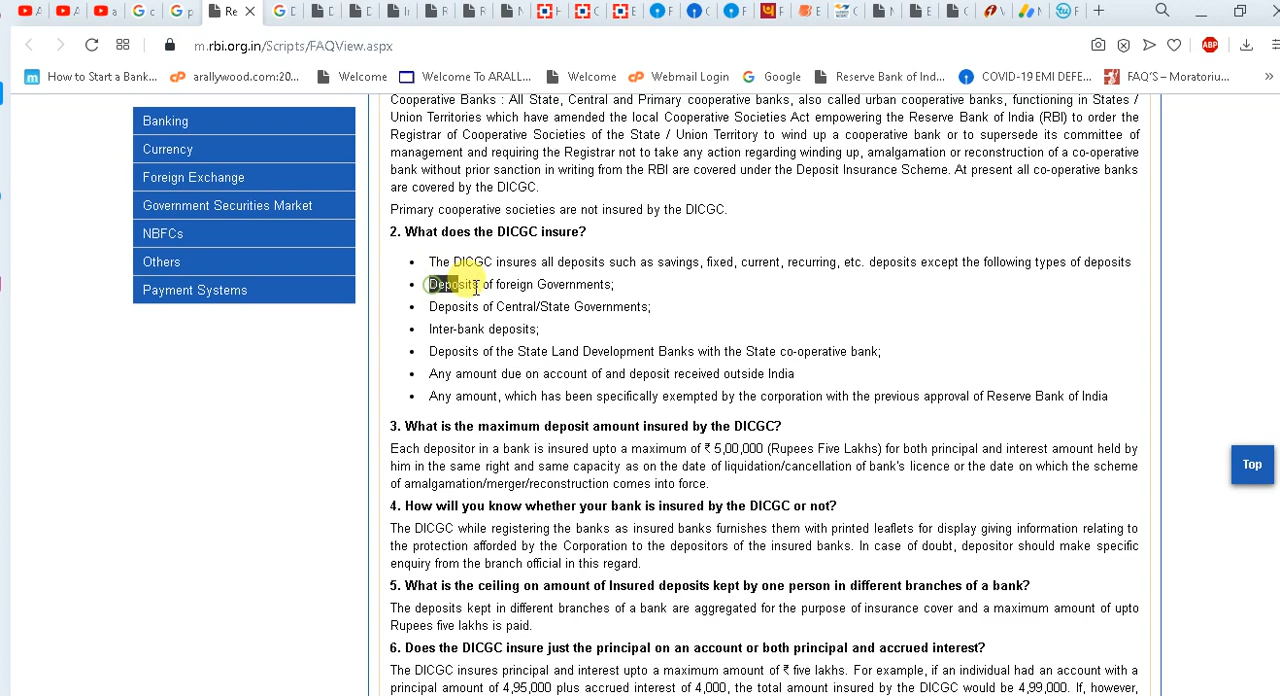 Re
m.rbi.org.in/Scripts/FAQView.aspx
ABP
How to Start a Bank... arallywood.com:20... Welcome Welcome To ARALL... Welcome Webmail Login Google Reserve Bank of Ind... COVID-19 EMI DEFE... FAQ'S – Moratoriu... »
Banking
Currency
Foreign Exchange
Government Securities Market
NBFCs
Others
Payment Systems
Cooperative Banks : All State, Central and Primary cooperative banks, also called urban cooperative banks, functioning in States /
Union Territories which have amended the local Cooperative Societies Act empowering the Reserve Bank of India (RBI) to order the
Registrar of Cooperative Societies of the State / Union Territory to wind up a cooperative bank or to supersede its committee of
management and requiring the Registrar not to take any action regarding winding up, amalgamation or reconstruction of a co-operative
bank without prior sanction in writing from the RBI are covered under the Deposit Insurance Scheme. At present all co-operative banks
are covered by the DICGC.
Primary cooperative societies are not insured by the DICGC.
2. What does the DICGC insure?
• The DICGC insures all deposits such as savings, fixed, current, recurring, etc. deposits except the following types of deposits
• Deposits of foreign Governments;
• Deposits of Central/State Governments;
• Inter-bank deposits;
• Deposits of the State Land Development Banks with the State co-operative bank;
• Any amount due on account of and deposit received outside India
• Any amount, which has been specifically exempted by the corporation with the previous approval of Reserve Bank of India
3. What is the maximum deposit amount insured by the DICGC?
Each depositor in a bank is insured upto a maximum of ₹ 5,00,000 (Rupees Five Lakhs) for both principal and interest amount held by
him in the same right and same capacity as on the date of liquidation/cancellation of bank's licence or the date on which the scheme
of amalgamation/merger/reconstruction comes into force.
4. How will you know whether your bank is insured by the DICGC or not?
The DICGC while registering the banks as insured banks furnishes them with printed leaflets for display giving information relating to
the protection afforded by the Corporation to the depositors of the insured banks. In case of doubt, depositor should make specific
enquiry from the branch official in this regard.
5. What is the ceiling on amount of Insured deposits kept by one person in different branches of a bank?
The deposits kept in different branches of a bank are aggregated for the purpose of insurance cover and a maximum amount of upto
Rupees five lakhs is paid.
6. Does the DICGC insure just the principal on an account or both principal and accrued interest?
The DICGC insures principal and interest upto a maximum amount of ₹ five lakhs. For example, if an individual had an account with a
principal amount of 4,95,000 plus accrued interest of 4,000, the total amount insured by the DICGC would be 4,99,000. If, however,
Top